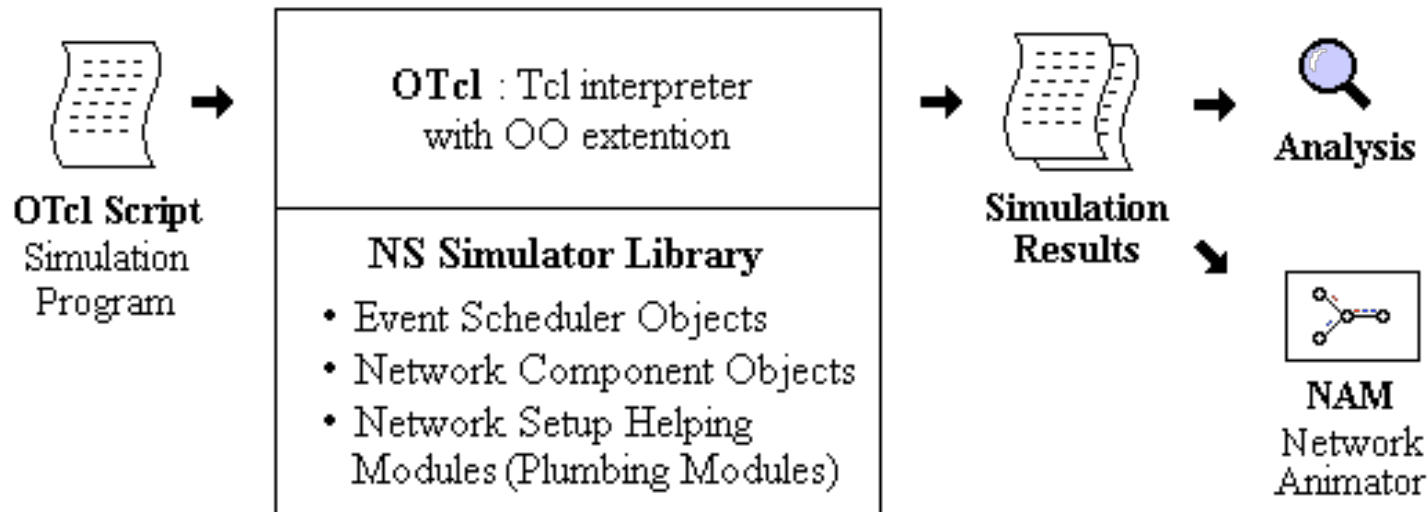 OTcl Script
Simulation
Program
OTcl : Tcl interpreter
with OO extention
NS Simulator Library
• Event Scheduler Objects
• Network Component Objects
• Network Setup Helping
Modules (Plumbing Modules)
Simulation
Results
Analysis
NAM
Network
Animator